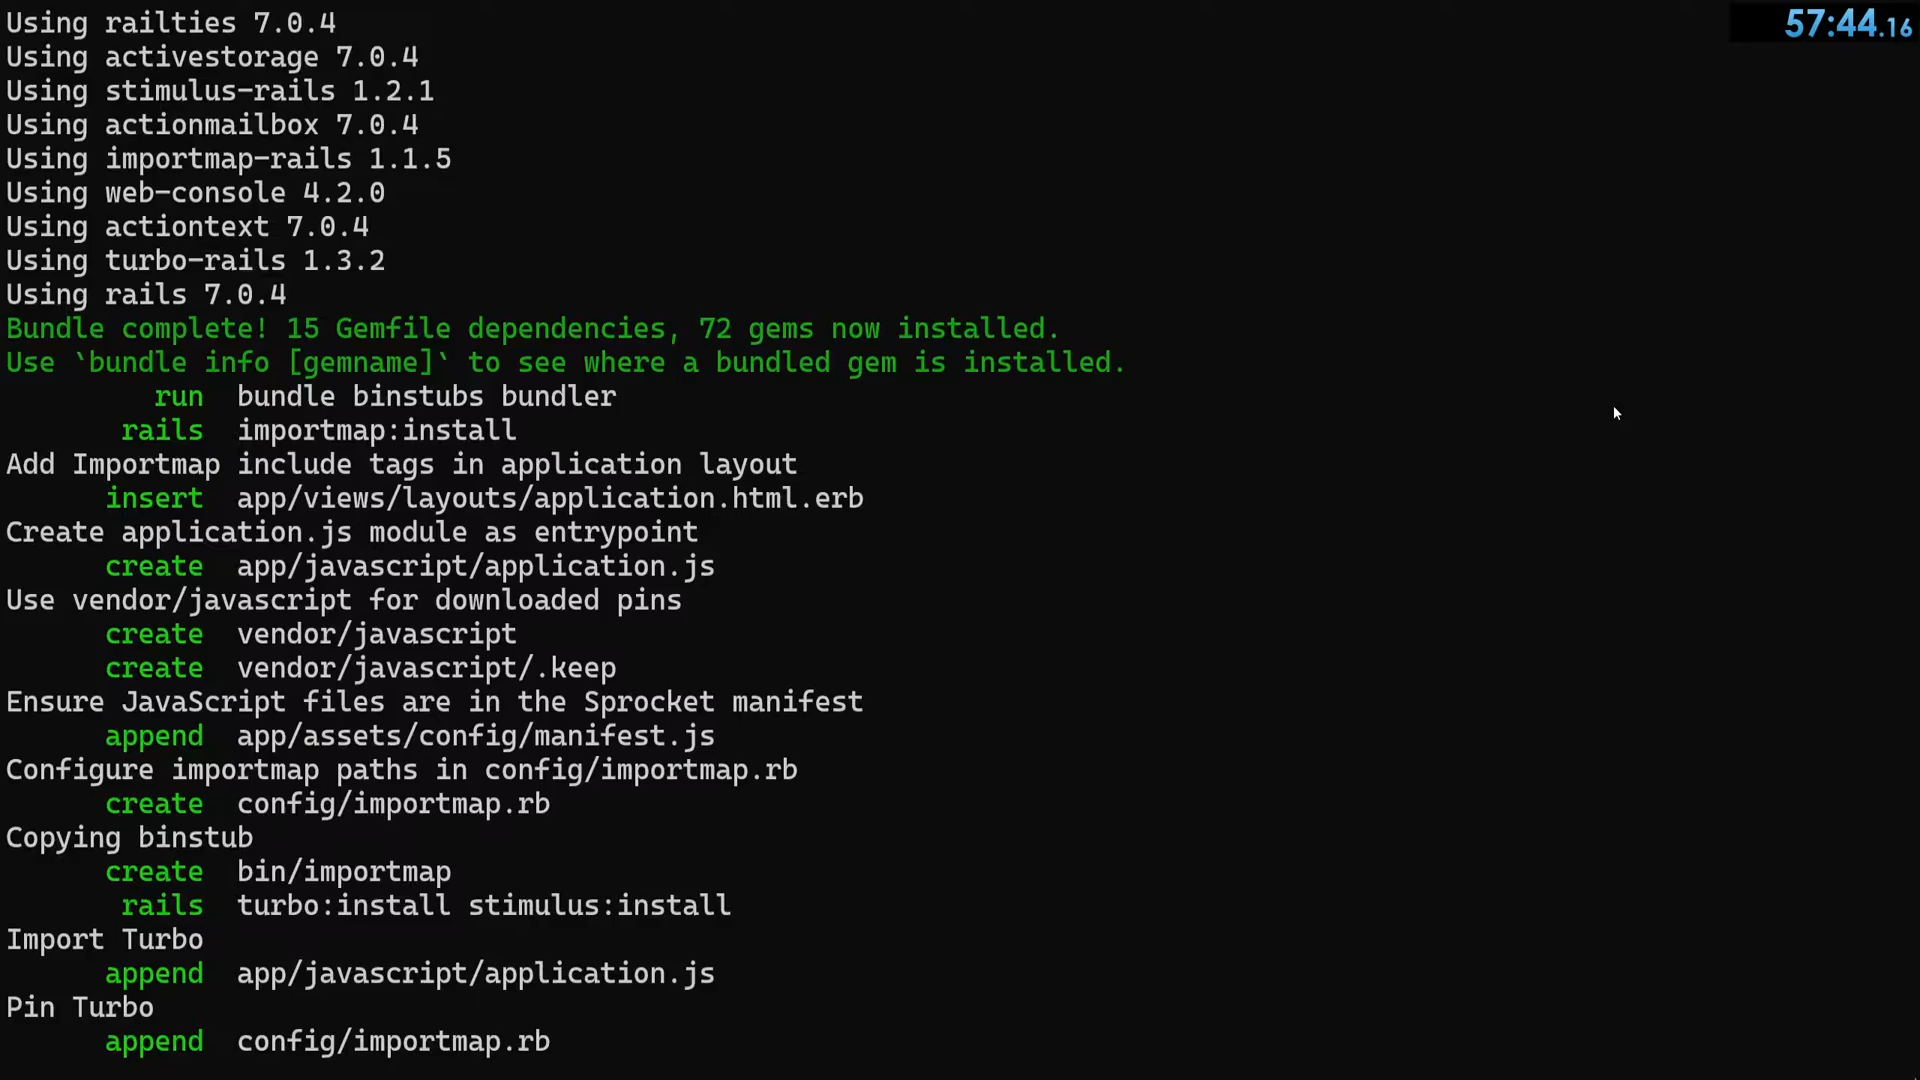 57:44.16
Using railties 7.0.4
Using activestorage 7.0.4
Using stimulus-rails 1.2.1
Using actionmailbox 7.0.4
Using importmap-rails 1.1.5
Using web-console 4.2.0
Using actiontext 7.0.4
Using turbo-rails 1.3.2
Using rails 7.0.4
Bundle complete! 15 Gemfile dependencies, 72 gems now installed.
Use `bundle info [gemname]` to see where a bundled gem is installed.
run  bundle binstubs bundler
rails  importmap:install
Add Importmap include tags in application layout
insert  app/views/layouts/application.html.erb
Create application.js module as entrypoint
create  app/javascript/application.js
Use vendor/javascript for downloaded pins
create  vendor/javascript
create  vendor/javascript/.keep
Ensure JavaScript files are in the Sprocket manifest
append  app/assets/config/manifest.js
Configure importmap paths in config/importmap.rb
create  config/importmap.rb
Copying binstub
create  bin/importmap
rails  turbo:install stimulus:install
Import Turbo
append  app/javascript/application.js
Pin Turbo
append  config/importmap.rb